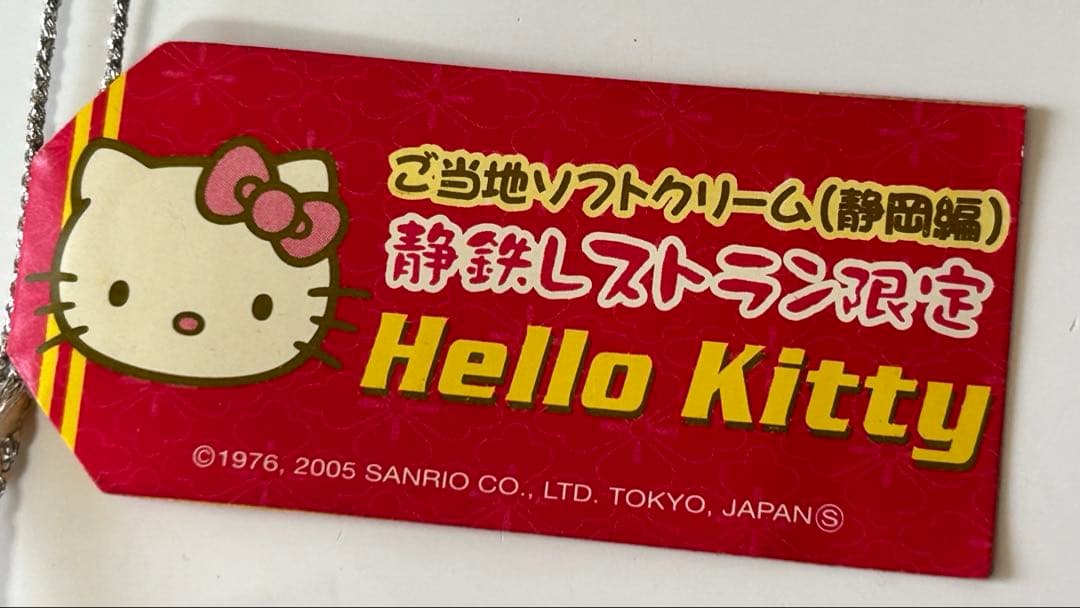 ご当地ソフトクリーム(静岡編)
静鉄レストラン限定
Hello Kitty
©1976, 2005 SANRIO CO., LTD. TOKYO, JAPANⓈ